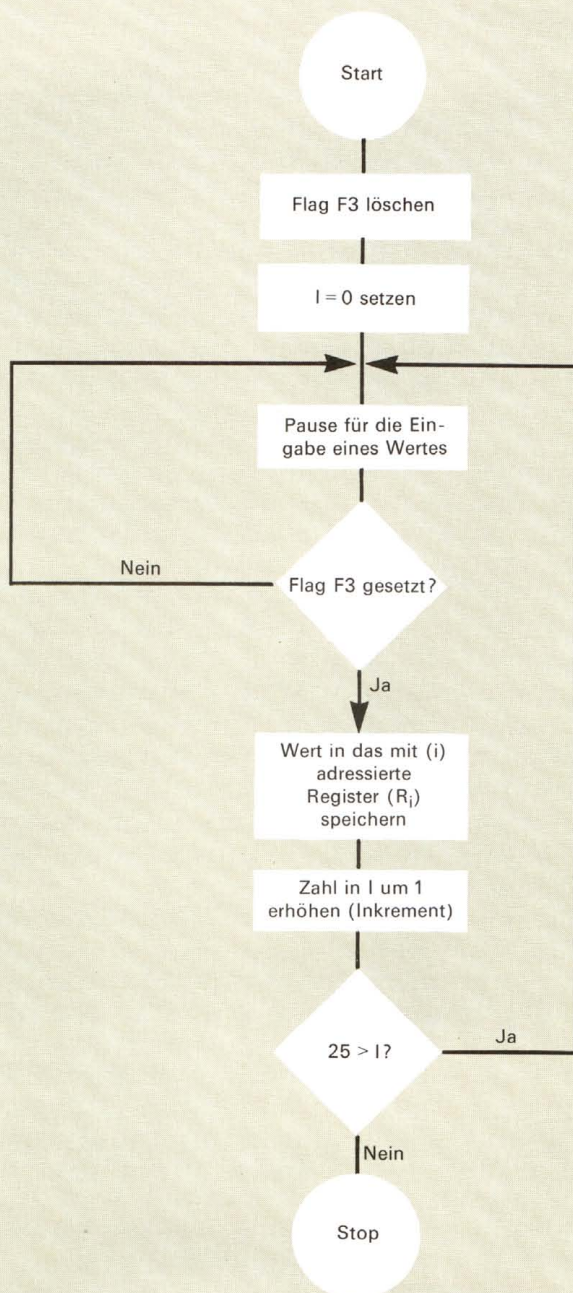 Start
Flag F3 löschen
I = 0 setzen
Pause für die Ein-
gabe eines Wertes
Nein
Flag F3 gesetzt?
Ja
Wert in das mit (i)
adressierte
Register (Ri)
speichern
Zahl in I um 1
erhöhen (Inkrement)
25 > I?
Ja
Nein
Stop